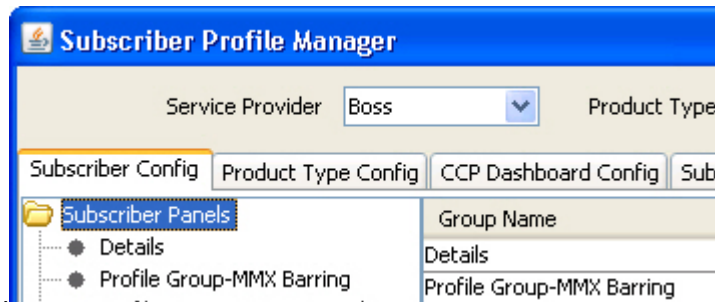 Subscriber Profile Manager
Service Provider Boss Product Type
Subscriber Config Product Type Config CCP Dashboard Config Sub
Subscriber Panels
Group Name
Details
Details
Profile Group-MMX Barring
Profile Group-MMX Barring